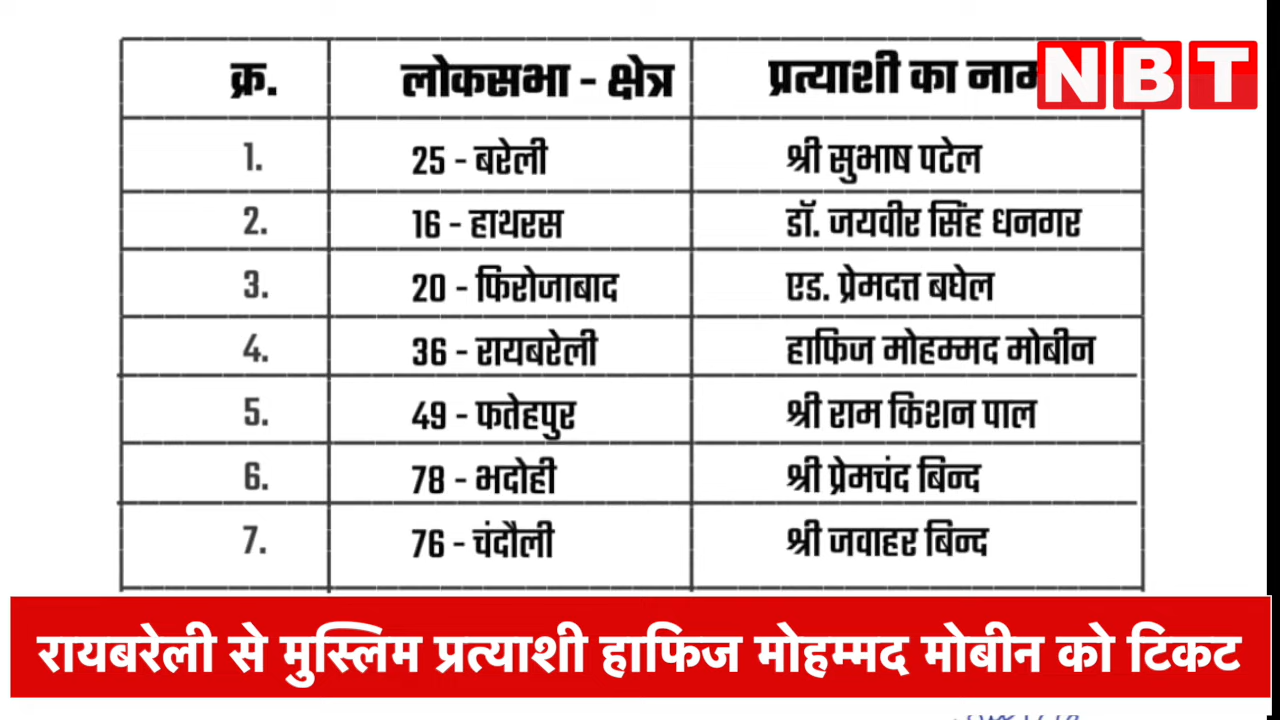 क्र. लोकसभा - क्षेत्र प्रत्याशी का नाम
NBT
1. 25 - बरेली श्री सुभाष पटेल
2. 16 - हाथरस डॉ. जयवीर सिंह धनगर
3. 20 - फिरोजाबाद एड. प्रेमदत्त बघेल
4. 36 - रायबरेली हाफिज मोहम्मद मोबीन
5. 49 - फतेहपुर श्री राम किशन पाल
6. 78 - भदोही श्री प्रेमचंद बिन्द
7. 76 - चंदौली श्री जवाहर बिन्द
रायबरेली से मुस्लिम प्रत्याशी हाफिज मोहम्मद मोबीन को टिकट